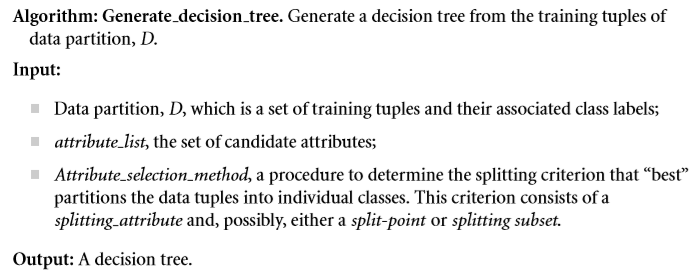 Algorithm: Generate_decision_tree. Generate a decision tree from the training tuples of
data partition, D.
Input:
Data partition, D, which is a set of training tuples and their associated class labels;
attribute_list, the set of candidate attributes;
Attribute_selection_method, a procedure to determine the splitting criterion that “best”
partitions the data tuples into individual classes. This criterion consists of a
splitting_attribute and, possibly, either a split-point or splitting subset.
Output: A decision tree.